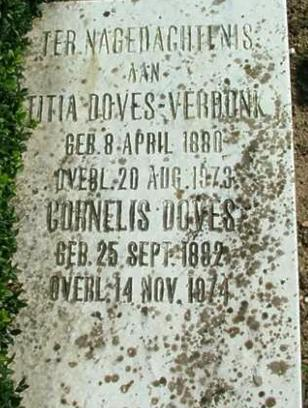 TER NAGEDACHTENIS
AAN
TITIA DOVES-VERDONK
GEB. 8 APRIL 1880
OVERL. 20 AUG. 1973
CORNELIS DOVES
GEB. 25 SEPT. 1882
OVERL. 14 NOV. 1974